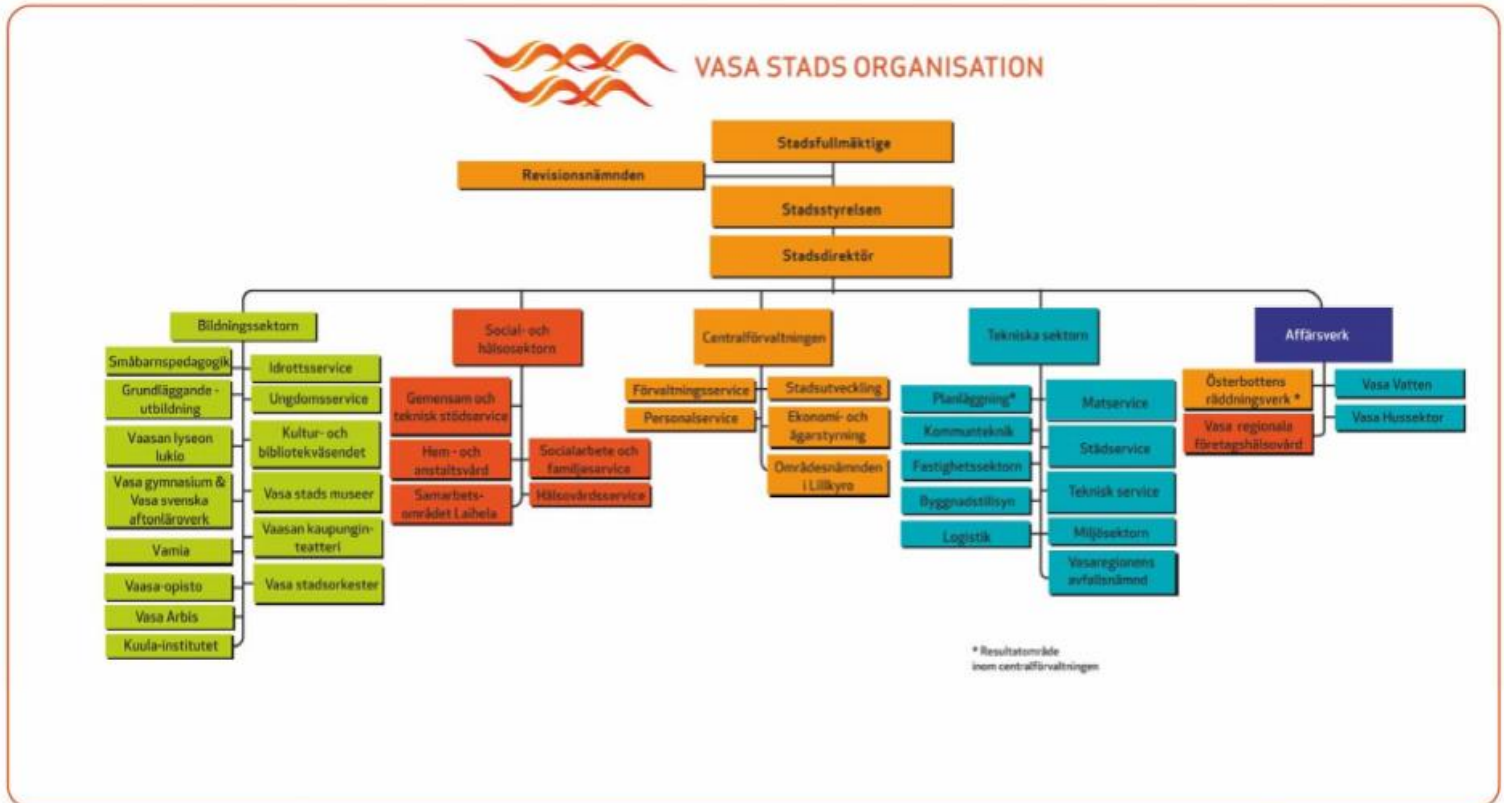 VASA STADS ORGANISATION
Stadsfullmäktige
Revisionsnämnden
Stadsstyrelsen
Stadsdirektör
Bildningssektorn
Småbarnspedagogik
Grundläggande -
utbildning
Vaasan lyseon
lukio
Vasa gymnasium &
Vasa svenska
aftonläroverk
Vamia
Vaasa-opisto
Vasa Arbis
Kuula-institutet
Idrottsservice
Ungdomsservice
Kultur- och
bibliotekväsendet
Vasa stads museer
Vaasan kaupungin-
teatteri
Vasa stadsorkester
Social- och
hälsosektorn
Gemensam och
teknisk stödservice
Hem - och
anstaltsvård
Samarbets-
området Laihela
Socialarbete och
familjeservice
Hälsovårdsservice
Centralförvaltningen
Förvaltningsservice
Personalservice
Stadsutveckling
Ekonomi- och
ägarstyrning
Områdesnämnden
i Lillkyro
Tekniska sektorn
Planläggning*
Kommunteknik
Fastighetssektorn
Byggnadstillsyn
Logistik
Matservice
Städservice
Teknisk service
Miljösektorn
Vasaregionens
avfallsnämnd
Affärsverk
Österbottens
räddningsverk *
Vasa regionale
företagshälsovård
Vasa Vatten
Vasa Hussektor
* Resultatområde
inom centralförvaltningen